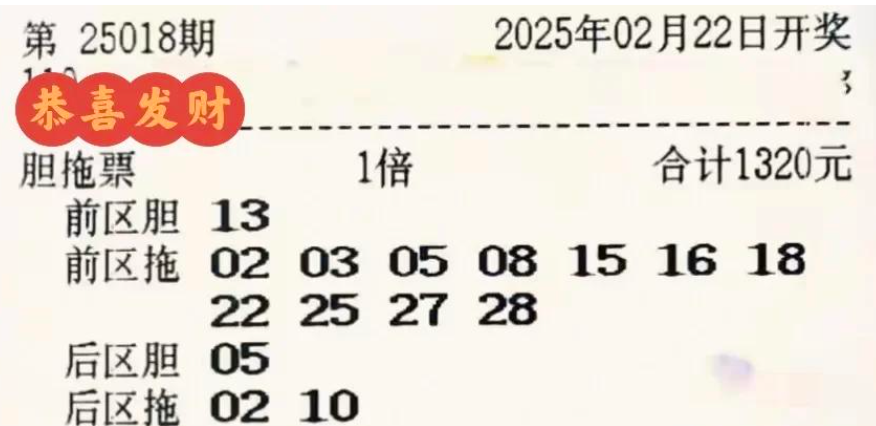 第 25018期 2025年02月22日开奖
恭喜发财
胆拖票 1倍 合计1320元
前区胆 13
前区拖 02 03 05 08 15 16 18
22 25 27 28
后区胆 05
后区拖 02 10